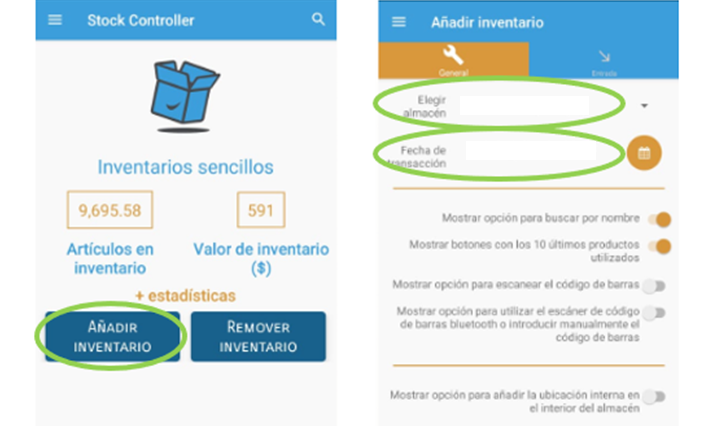 Stock Controller
Inventarios sencillos
9,695.58
591
Artículos en
inventario
Valor de inventario
($)
+ estadísticas
AÑADIR
INVENTARIO
REMOVER
INVENTARIO
Añadir inventario
General
Entrada
Elegir
almacén
Fecha de
transacción
Mostrar opción para buscar por nombre
Mostrar botones con los 10 últimos productos
utilizados
Mostrar opción para escanear el código de barras
Mostrar opción para utilizar el escáner de código
de barras bluetooth o introducir manualmente el
código de barras
Mostrar opción para añadir la ubicación interna en
el interior del almacén